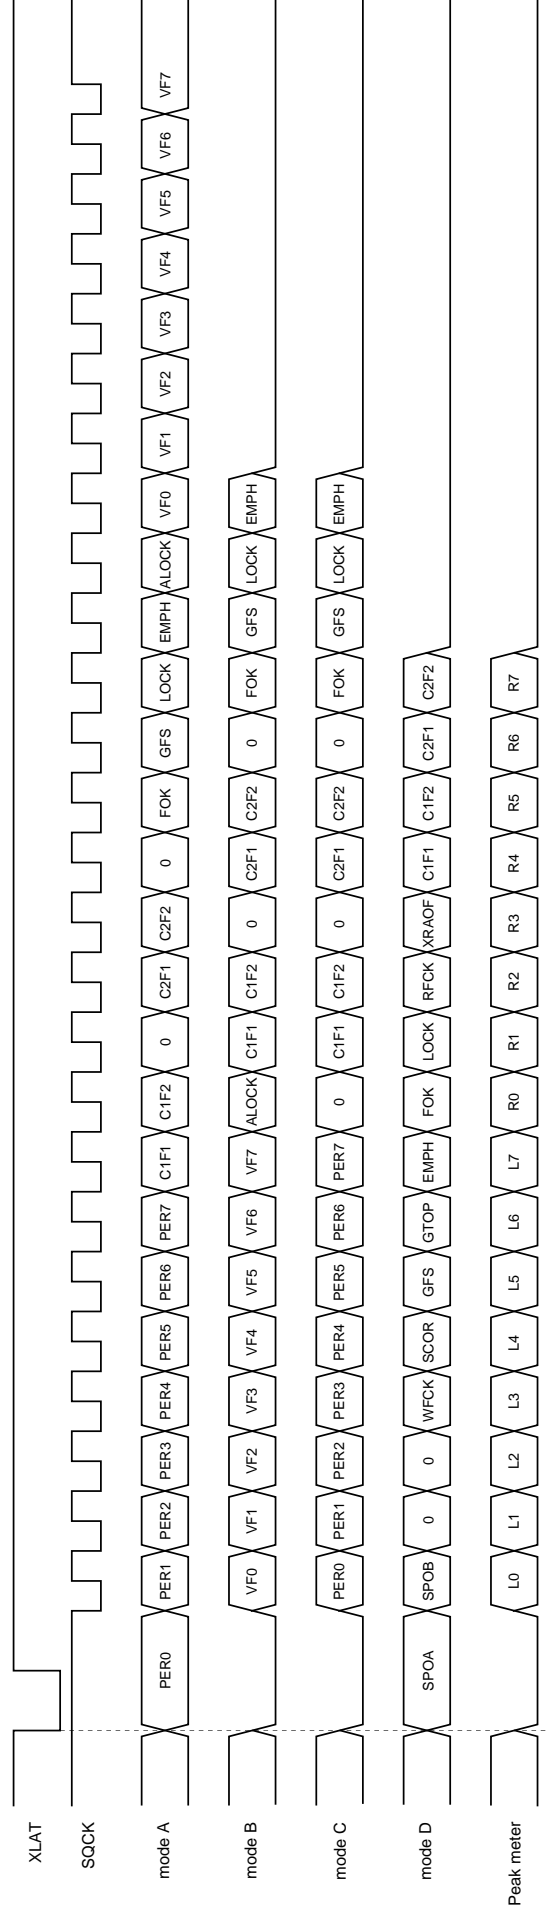 XLAT
SQCK
mode A PER0 PER1 PER2 PER3 PER4 PER5 PER6 PER7 C1F1 C1F2 0 C2F1 C2F2 0 FOK GFS LOCK EMPH ALOCK VF0 VF1 VF2 VF3 VF4 VF5 VF6 VF7
mode B VF0 VF1 VF2 VF3 VF4 VF5 VF6 VF7 ALOCK C1F1 C1F2 0 C2F1 C2F2 0 FOK GFS LOCK EMPH
mode C PER0 PER1 PER2 PER3 PER4 PER5 PER6 PER7 0 C1F1 C1F2 0 C2F1 C2F2 0 FOK GFS LOCK EMPH
mode D SPOA SPOB 0 0 WFCK SCOR GFS GTOP EMPH FOK LOCK RFCK XRAOF C1F1 C1F2 C2F1 C2F2
Peak meter L0 L1 L2 L3 L4 L5 L6 L7 R0 R1 R2 R3 R4 R5 R6 R7